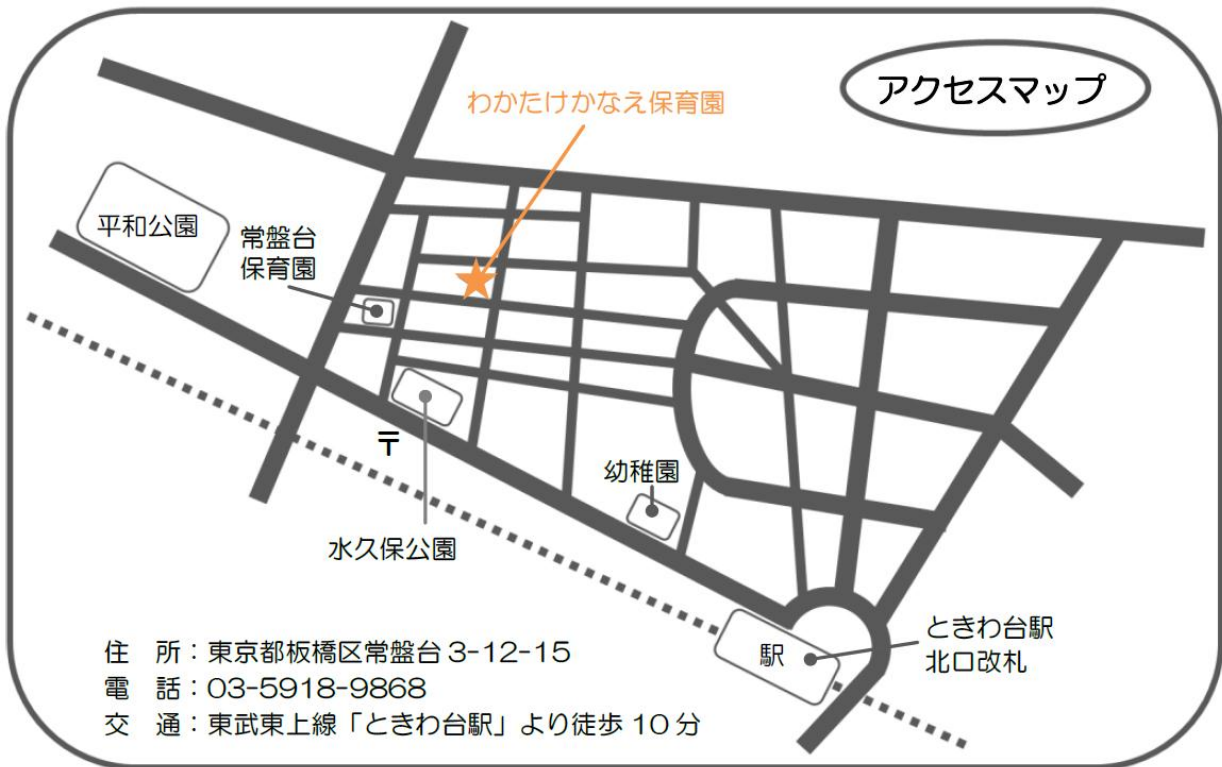 アクセスマップ
わかたけかなえ保育園
平和公園
常盤台
保育園
〒
幼稚園
水久保公園
ときわ台駅
北口改札
駅
住　所：東京都板橋区常盤台3-12-15
電　話：03-5918-9868
交　通：東武東上線「ときわ台駅」より徒歩10分